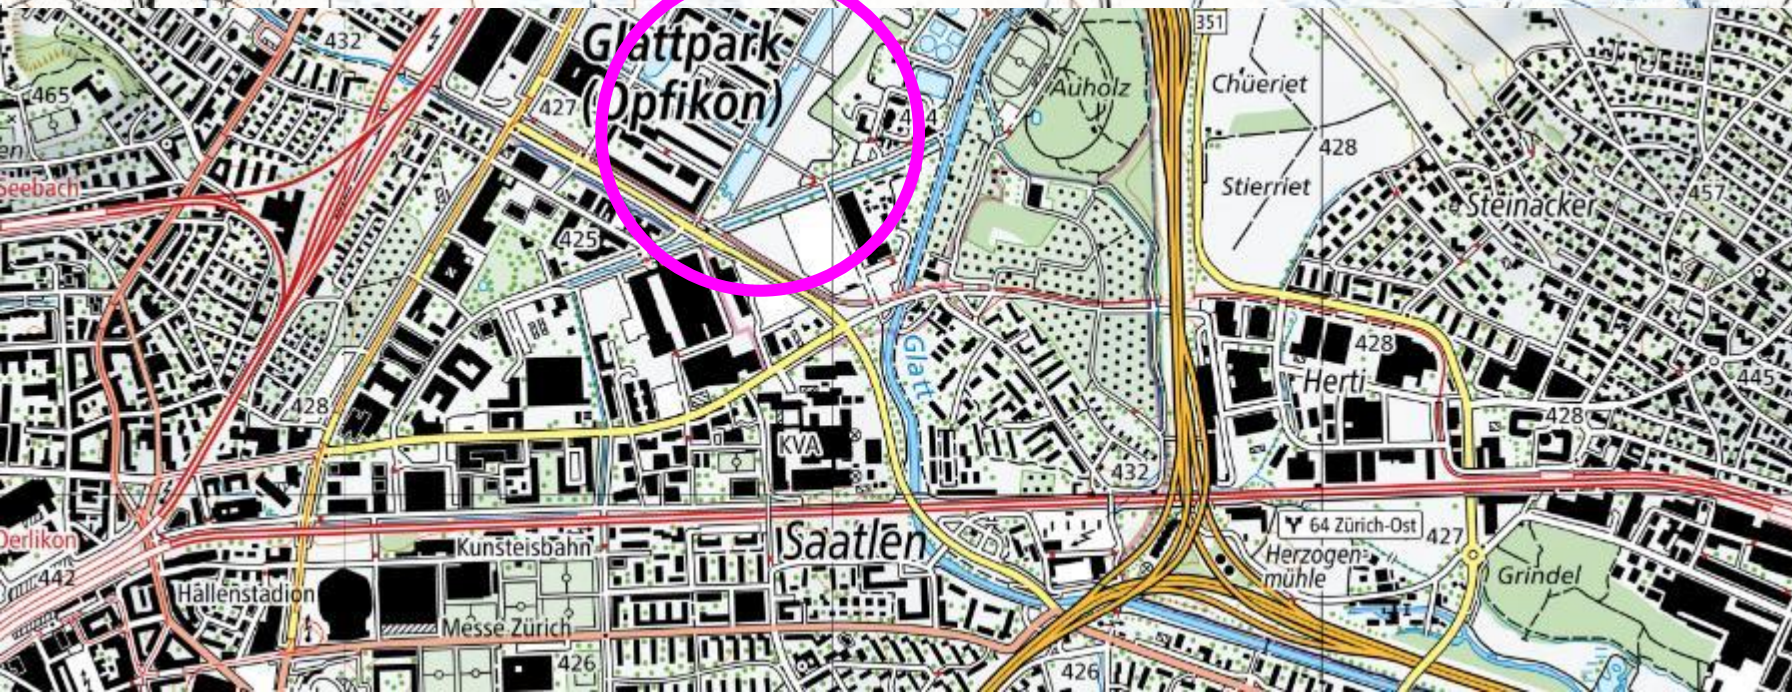 351
432
Glattpark
(Opfikon)
465
427
Auholz
Chüeriet
428
en
Seebach
Stierriet
457
Steinacker
425
Glatt
428
Herti
445
428
428
KVA
432
Saatlen
64 Zürich-Ost
427
Oerlikon
Kunsteisbahn
Herzogen-
mühle
Grindel
442
Hallenstadion
Messe Zürich
426
426